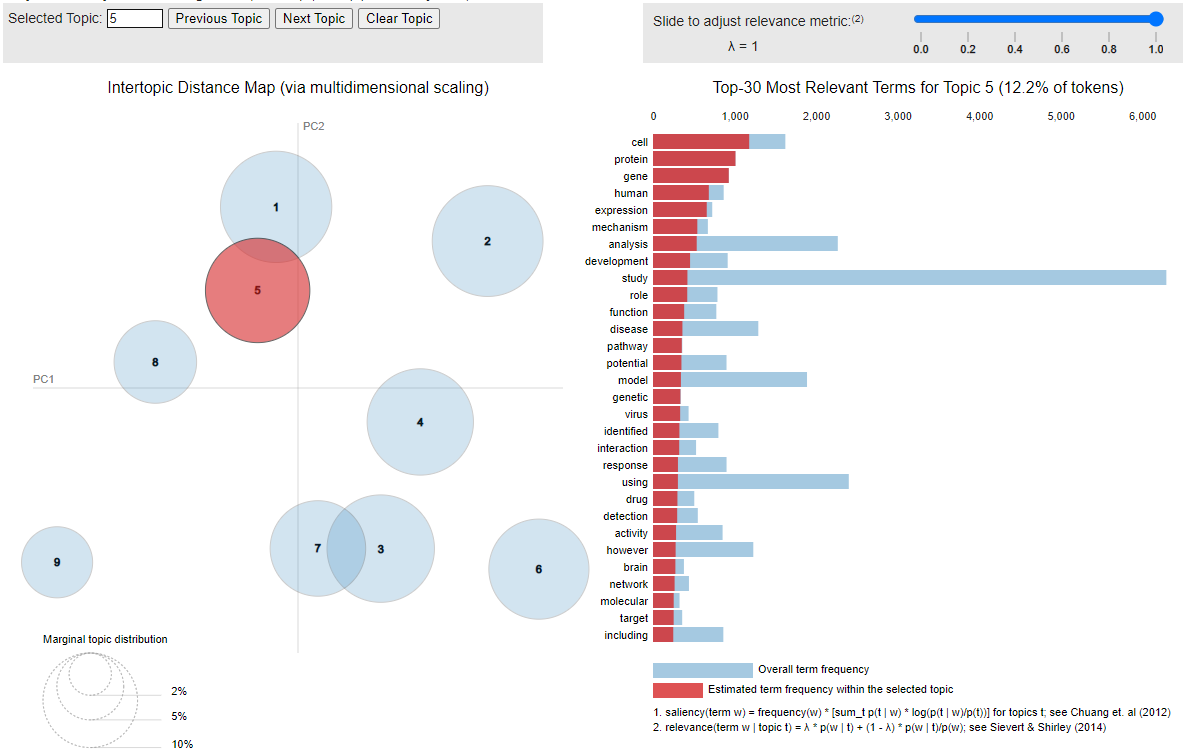 Selected Topic: 5 Previous Topic Next Topic Clear Topic
Slide to adjust relevance metric:(2)
λ = 1
0.0 0.2 0.4 0.6 0.8 1.0
Intertopic Distance Map (via multidimensional scaling)
PC2
PC1
1
2
5
8
4
7
3
9
6
Marginal topic distribution
2%
5%
10%
Top-30 Most Relevant Terms for Topic 5 (12.2% of tokens)
0 1,000 2,000 3,000 4,000 5,000 6,000
cell
protein
gene
human
expression
mechanism
analysis
development
study
role
function
disease
pathway
potential
model
genetic
virus
identified
interaction
response
using
drug
detection
activity
however
brain
network
molecular
target
including
Overall term frequency
Estimated term frequency within the selected topic
1. saliency(term w) = frequency(w) * [sum_t p(t | w) * log(p(t | w)/p(t))] for topics t; see Chuang et. al (2012)
2. relevance(term w | topic t) = λ * p(w | t) + (1 - λ) * p(w | t)/p(w); see Sievert & Shirley (2014)